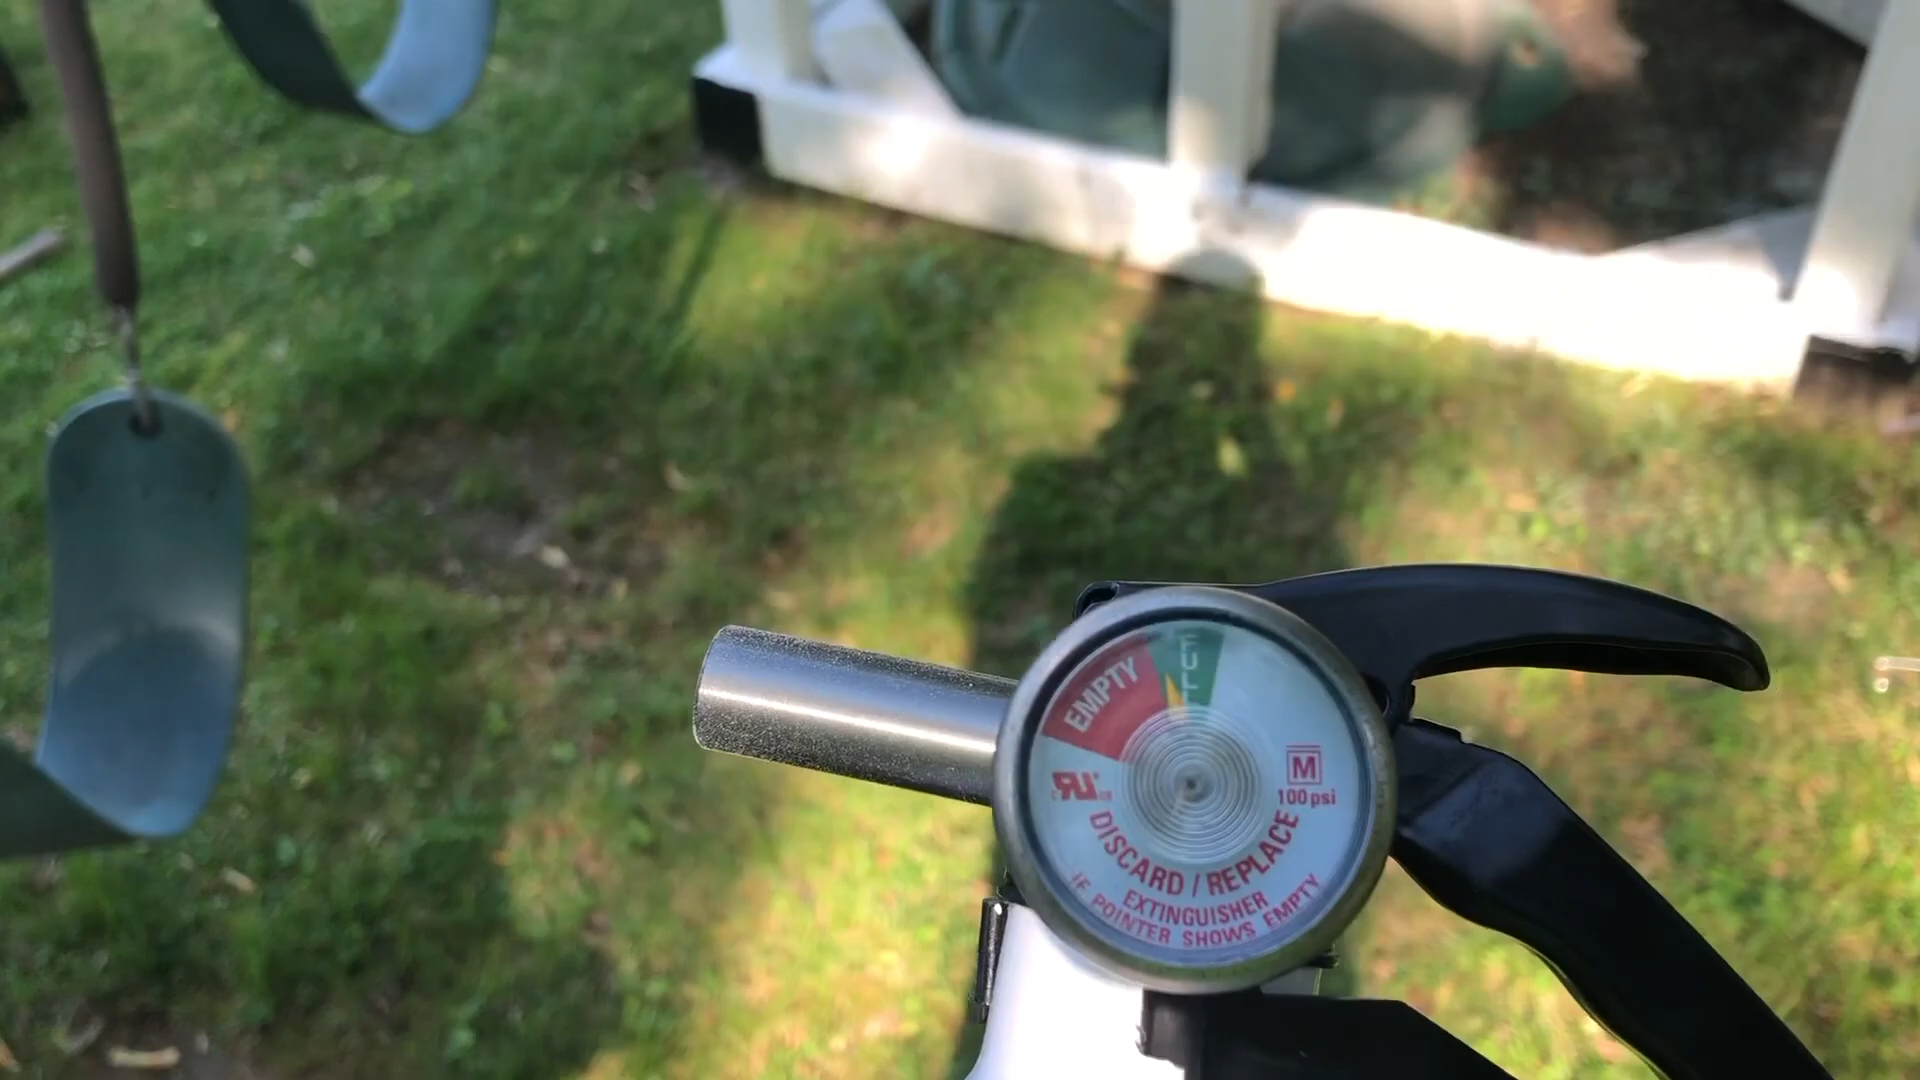 EMPTY
FULL
M
100 psi
DISCARD / REPLACE
EXTINGUISHER
IF POINTER SHOWS EMPTY